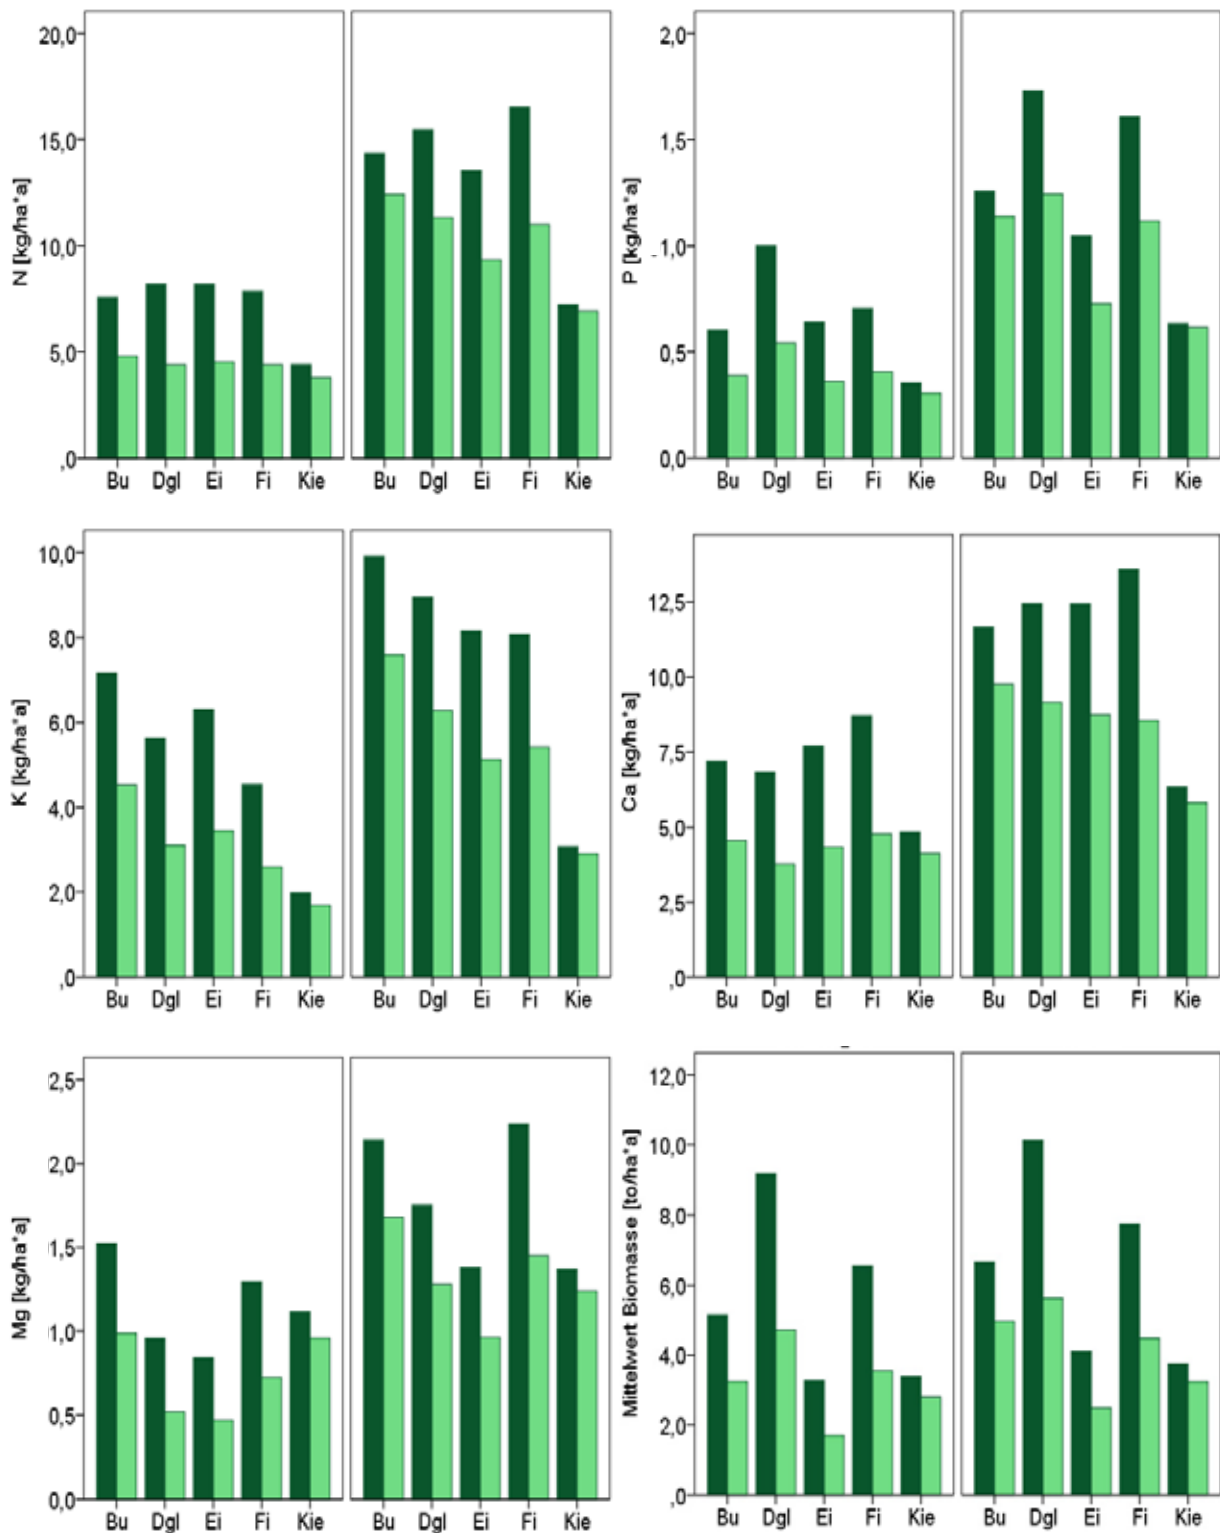 N [kg/ha*a]
20,0
15,0
10,0
5,0
,0
Bu Dgl Ei Fi Kie
Bu Dgl Ei Fi Kie
P [kg/ha*a]
2,0
1,5
1,0
0,5
0,0
Bu Dgl Ei Fi Kie
Bu Dgl Ei Fi Kie
K [kg/ha*a]
10,0
8,0
6,0
4,0
2,0
,0
Bu Dgl Ei Fi Kie
Bu Dgl Ei Fi Kie
Ca [kg/ha*a]
12,5
10,0
7,5
5,0
2,5
,0
Bu Dgl Ei Fi Kie
Bu Dgl Ei Fi Kie
Mg [kg/ha*a]
2,5
2,0
1,5
1,0
0,5
0,0
Bu Dgl Ei Fi Kie
Bu Dgl Ei Fi Kie
Mittelwert Biomasse [to/ha*a]
12,0
10,0
8,0
6,0
4,0
2,0
,0
Bu Dgl Ei Fi Kie
Bu Dgl Ei Fi Kie